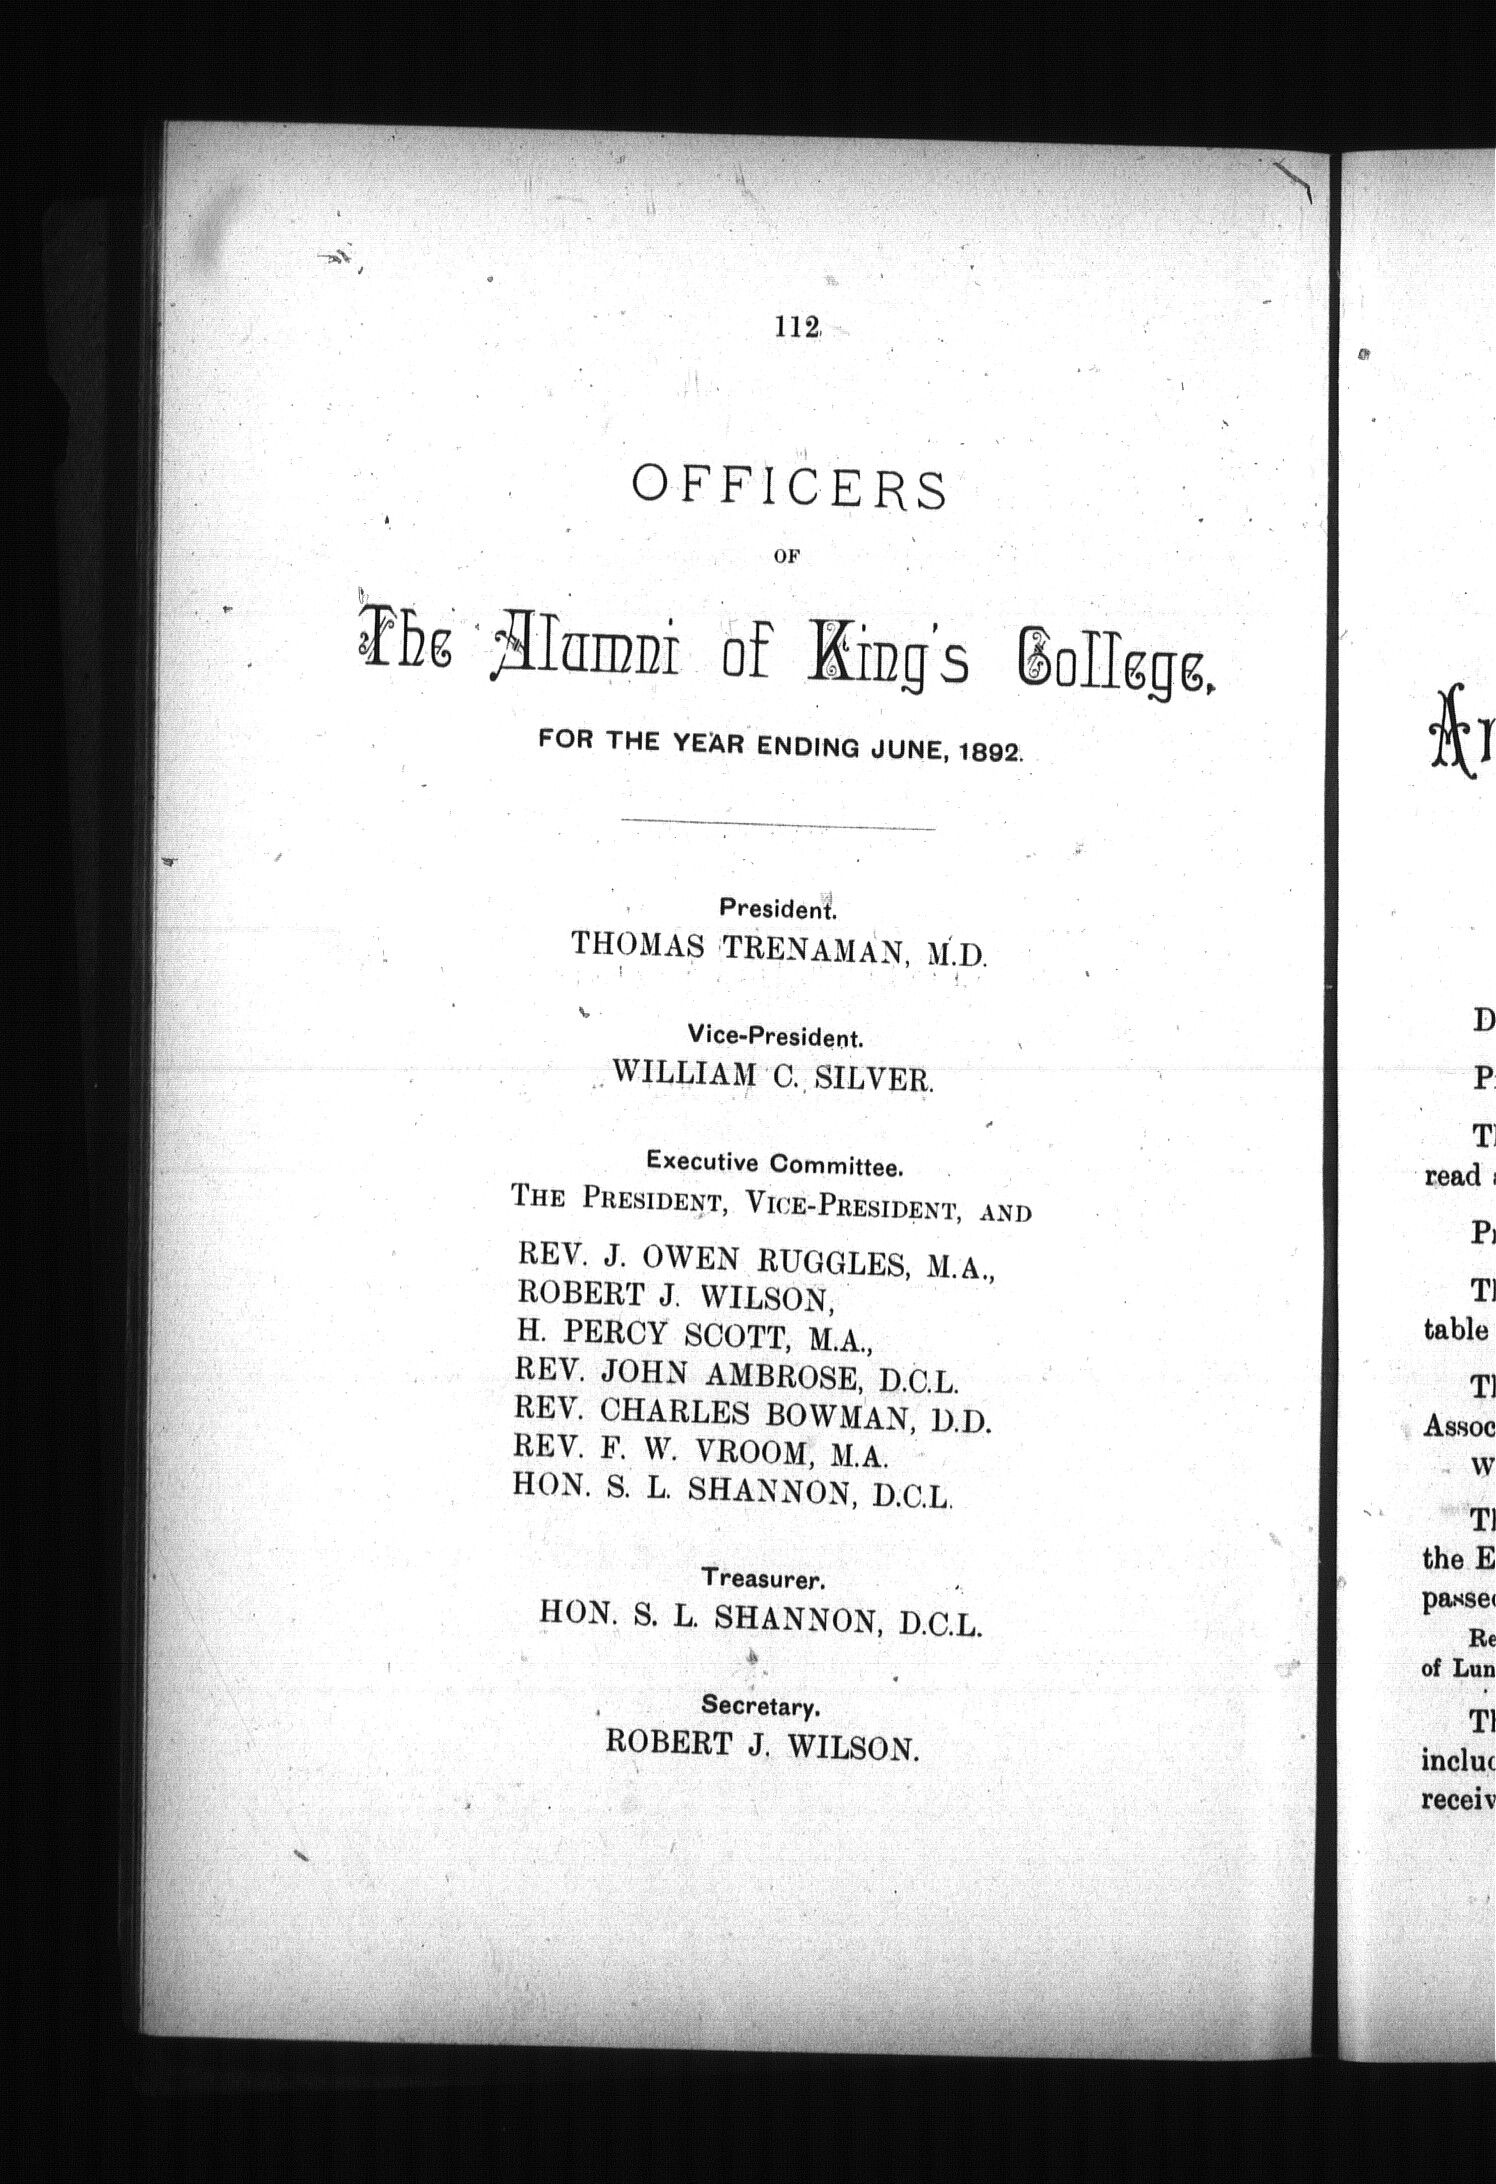 112
OFFICERS
OF
The Alumni of King's College,
FOR THE YEAR ENDING JUNE, 1892.
President.
THOMAS TRENAMAN, M.D.
Vice-President.
WILLIAM C. SILVER.
Executive Committee.
THE PRESIDENT, VICE-PRESIDENT, AND
REV. J. OWEN RUGGLES, M.A.,
ROBERT J. WILSON,
H. PERCY SCOTT, M.A.,
REV. JOHN AMBROSE, D.C.L.
REV. CHARLES BOWMAN, D.D.
REV. F. W. VROOM, M.A.
HON. S. L. SHANNON, D.C.L.
Treasurer.
HON. S. L. SHANNON, D.C.L.
Secretary.
ROBERT J. WILSON.
read
table
the
of